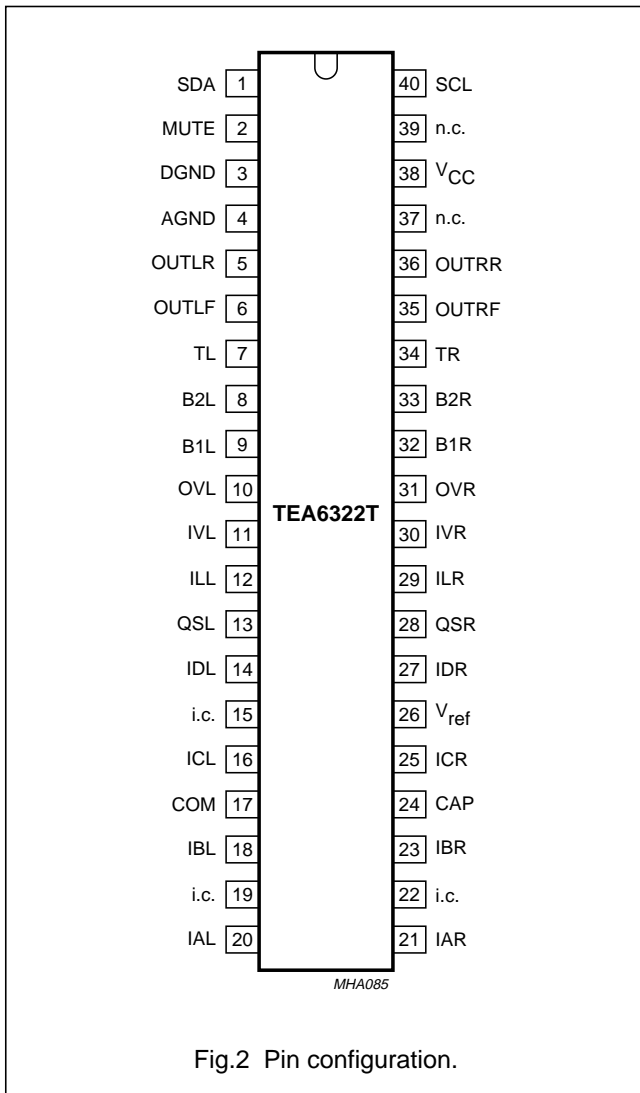 SDA 1 40 SCL
MUTE 2 39 n.c.
DGND 3 38 VCC
AGND 4 37 n.c.
OUTLR 5 36 OUTRR
OUTLF 6 35 OUTRF
TL 7 34 TR
B2L 8 33 B2R
B1L 9 32 B1R
OVL 10 31 OVR
TEA6322T
IVL 11 30 IVR
ILL 12 29 ILR
QSL 13 28 QSR
IDL 14 27 IDR
i.c. 15 26 Vref
ICL 16 25 ICR
COM 17 24 CAP
IBL 18 23 IBR
i.c. 19 22 i.c.
IAL 20 21 IAR
MHA085
Fig.2 Pin configuration.